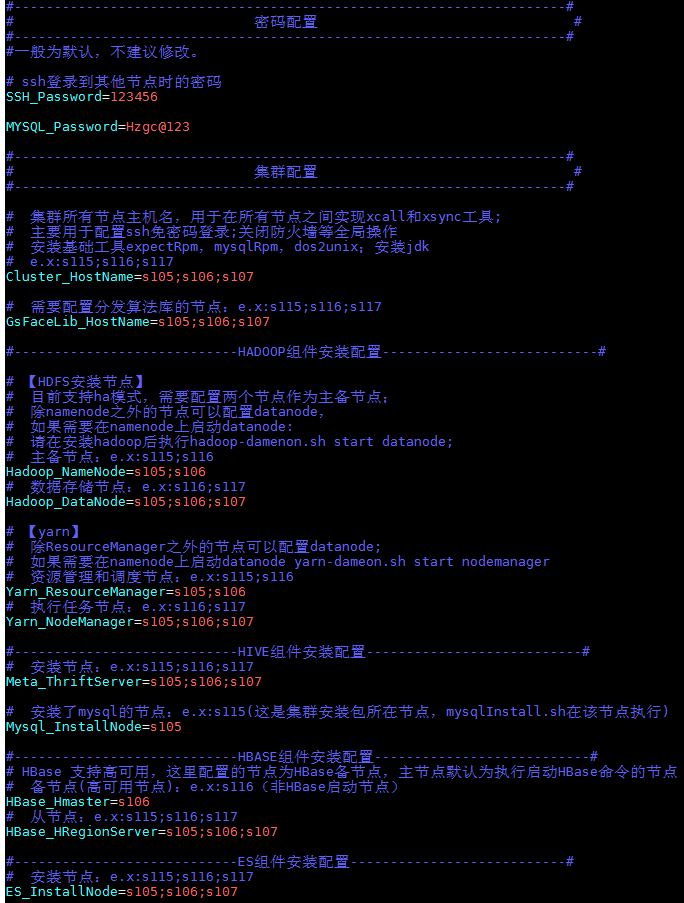 #---------------------------------------------------------------------#
#                              密码配置                                #
#---------------------------------------------------------------------#
#一般为默认，不建议修改。
# ssh登录到其他节点时的密码
SSH_Password=123456
MYSQL_Password=Hzgc@123
#---------------------------------------------------------------------#
#                              集群配置                                #
#---------------------------------------------------------------------#
#  集群所有节点主机名，用于在所有节点之间实现xcall和xsync工具;
#  主要用于配置ssh免密码登录;关闭防火墙等全局操作
#  安装基础工具expectRpm，mysqlRpm，dos2unix；安装jdk
#  e.x:s115;s116;s117
Cluster_HostName=s105;s106;s107
#  需要配置分发算法库的节点：e.x:s115;s116;s117
GsFaceLib_HostName=s105;s106;s107
#----------------------------HADOOP组件安装配置---------------------------#
# 【HDFS安装节点】
#  目前支持ha模式，需要配置两个节点作为主备节点；
#  除namenode之外的节点可以配置datanode，
#  如果需要在namenode上启动datanode:
#  请在安装hadoop后执行hadoop-damenon.sh start datanode;
#  主备节点：e.x:s115;s116
Hadoop_NameNode=s105;s106
#  数据存储节点：e.x:s116;s117
Hadoop_DataNode=s105;s106;s107
# 【yarn】
#  除ResourceManager之外的节点可以配置datanode;
#  如果需要在namenode上启动datanode yarn-dameon.sh start nodemanager
#  资源管理和调度节点：e.x:s115;s116
Yarn_ResourceManager=s105;s106
#  执行任务节点：e.x:s116;s117
Yarn_NodeManager=s105;s106;s107
#----------------------------HIVE组件安装配置---------------------------#
#  安装节点：e.x:s115;s116;s117
Meta_ThriftServer=s105;s106;s107
#  安装了mysql的节点：e.x:s115(这是集群安装包所在节点，mysqlInstall.sh在该节点执行)
Mysql_InstallNode=s105
#----------------------------HBASE组件安装配置---------------------------#
# HBase 支持高可用，这里配置的节点为HBase备节点，主节点默认为执行启动HBase命令的节点
#  备节点(高可用节点)：e.x:s116（非HBase启动节点）
HBase_Hmaster=s106
#  从节点：e.x:s115;s116;s117
HBase_HRegionServer=s105;s106;s107
#----------------------------ES组件安装配置---------------------------#
#  安装节点：e.x:s115;s116;s117
ES_InstallNode=s105;s106;s107